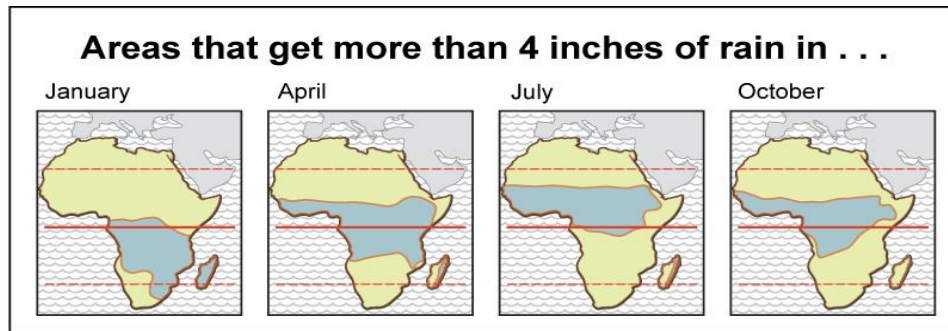 Areas that get more than 4 inches of rain in . . .
January
April
July
October